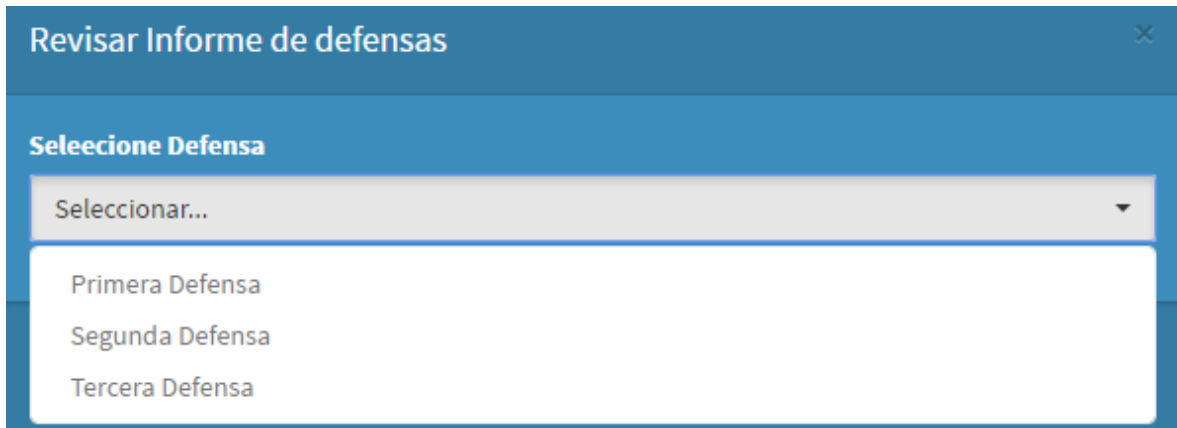 Revisar Informe de defensas
×
Seleecione Defensa
Seleccionar...
Primera Defensa
Segunda Defensa
Tercera Defensa